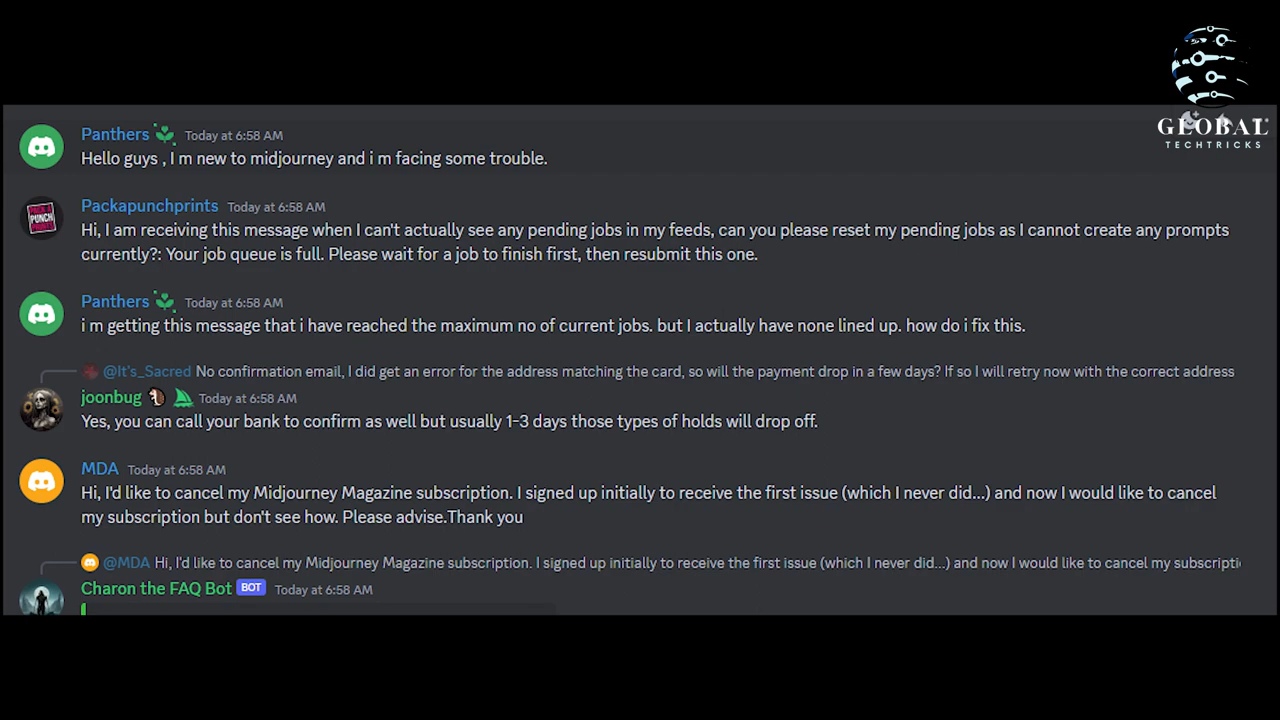 GLOBAL
TECHTRICKS
Panthers Today at 6:58 AM
Hello guys , I m new to midjourney and i m facing some trouble.
PUNCH
Packapunchprints Today at 6:58 AM
Hi, I am receiving this message when I can't actually see any pending jobs in my feeds, can you please reset my pending jobs as I cannot create any prompts
currently?: Your job queue is full. Please wait for a job to finish first, then resubmit this one.
Panthers Today at 6:58 AM
i m getting this message that i have reached the maximum no of current jobs. but I actually have none lined up. how do i fix this.
@It's_Sacred No confirmation email, I did get an error for the address matching the card, so will the payment drop in a few days? If so I will retry now with the correct address
joonbug Today at 6:58 AM
Yes, you can call your bank to confirm as well but usually 1-3 days those types of holds will drop off.
MDA Today at 6:58 AM
Hi, I'd like to cancel my Midjourney Magazine subscription. I signed up initially to receive the first issue (which I never did...) and now I would like to cancel
my subscription but don't see how. Please advise.Thank you
@MDA Hi, I'd like to cancel my Midjourney Magazine subscription. I signed up initially to receive the first issue (which I never did...) and now I would like to cancel my subscripti
Charon the FAQ Bot BOT Today at 6:58 AM